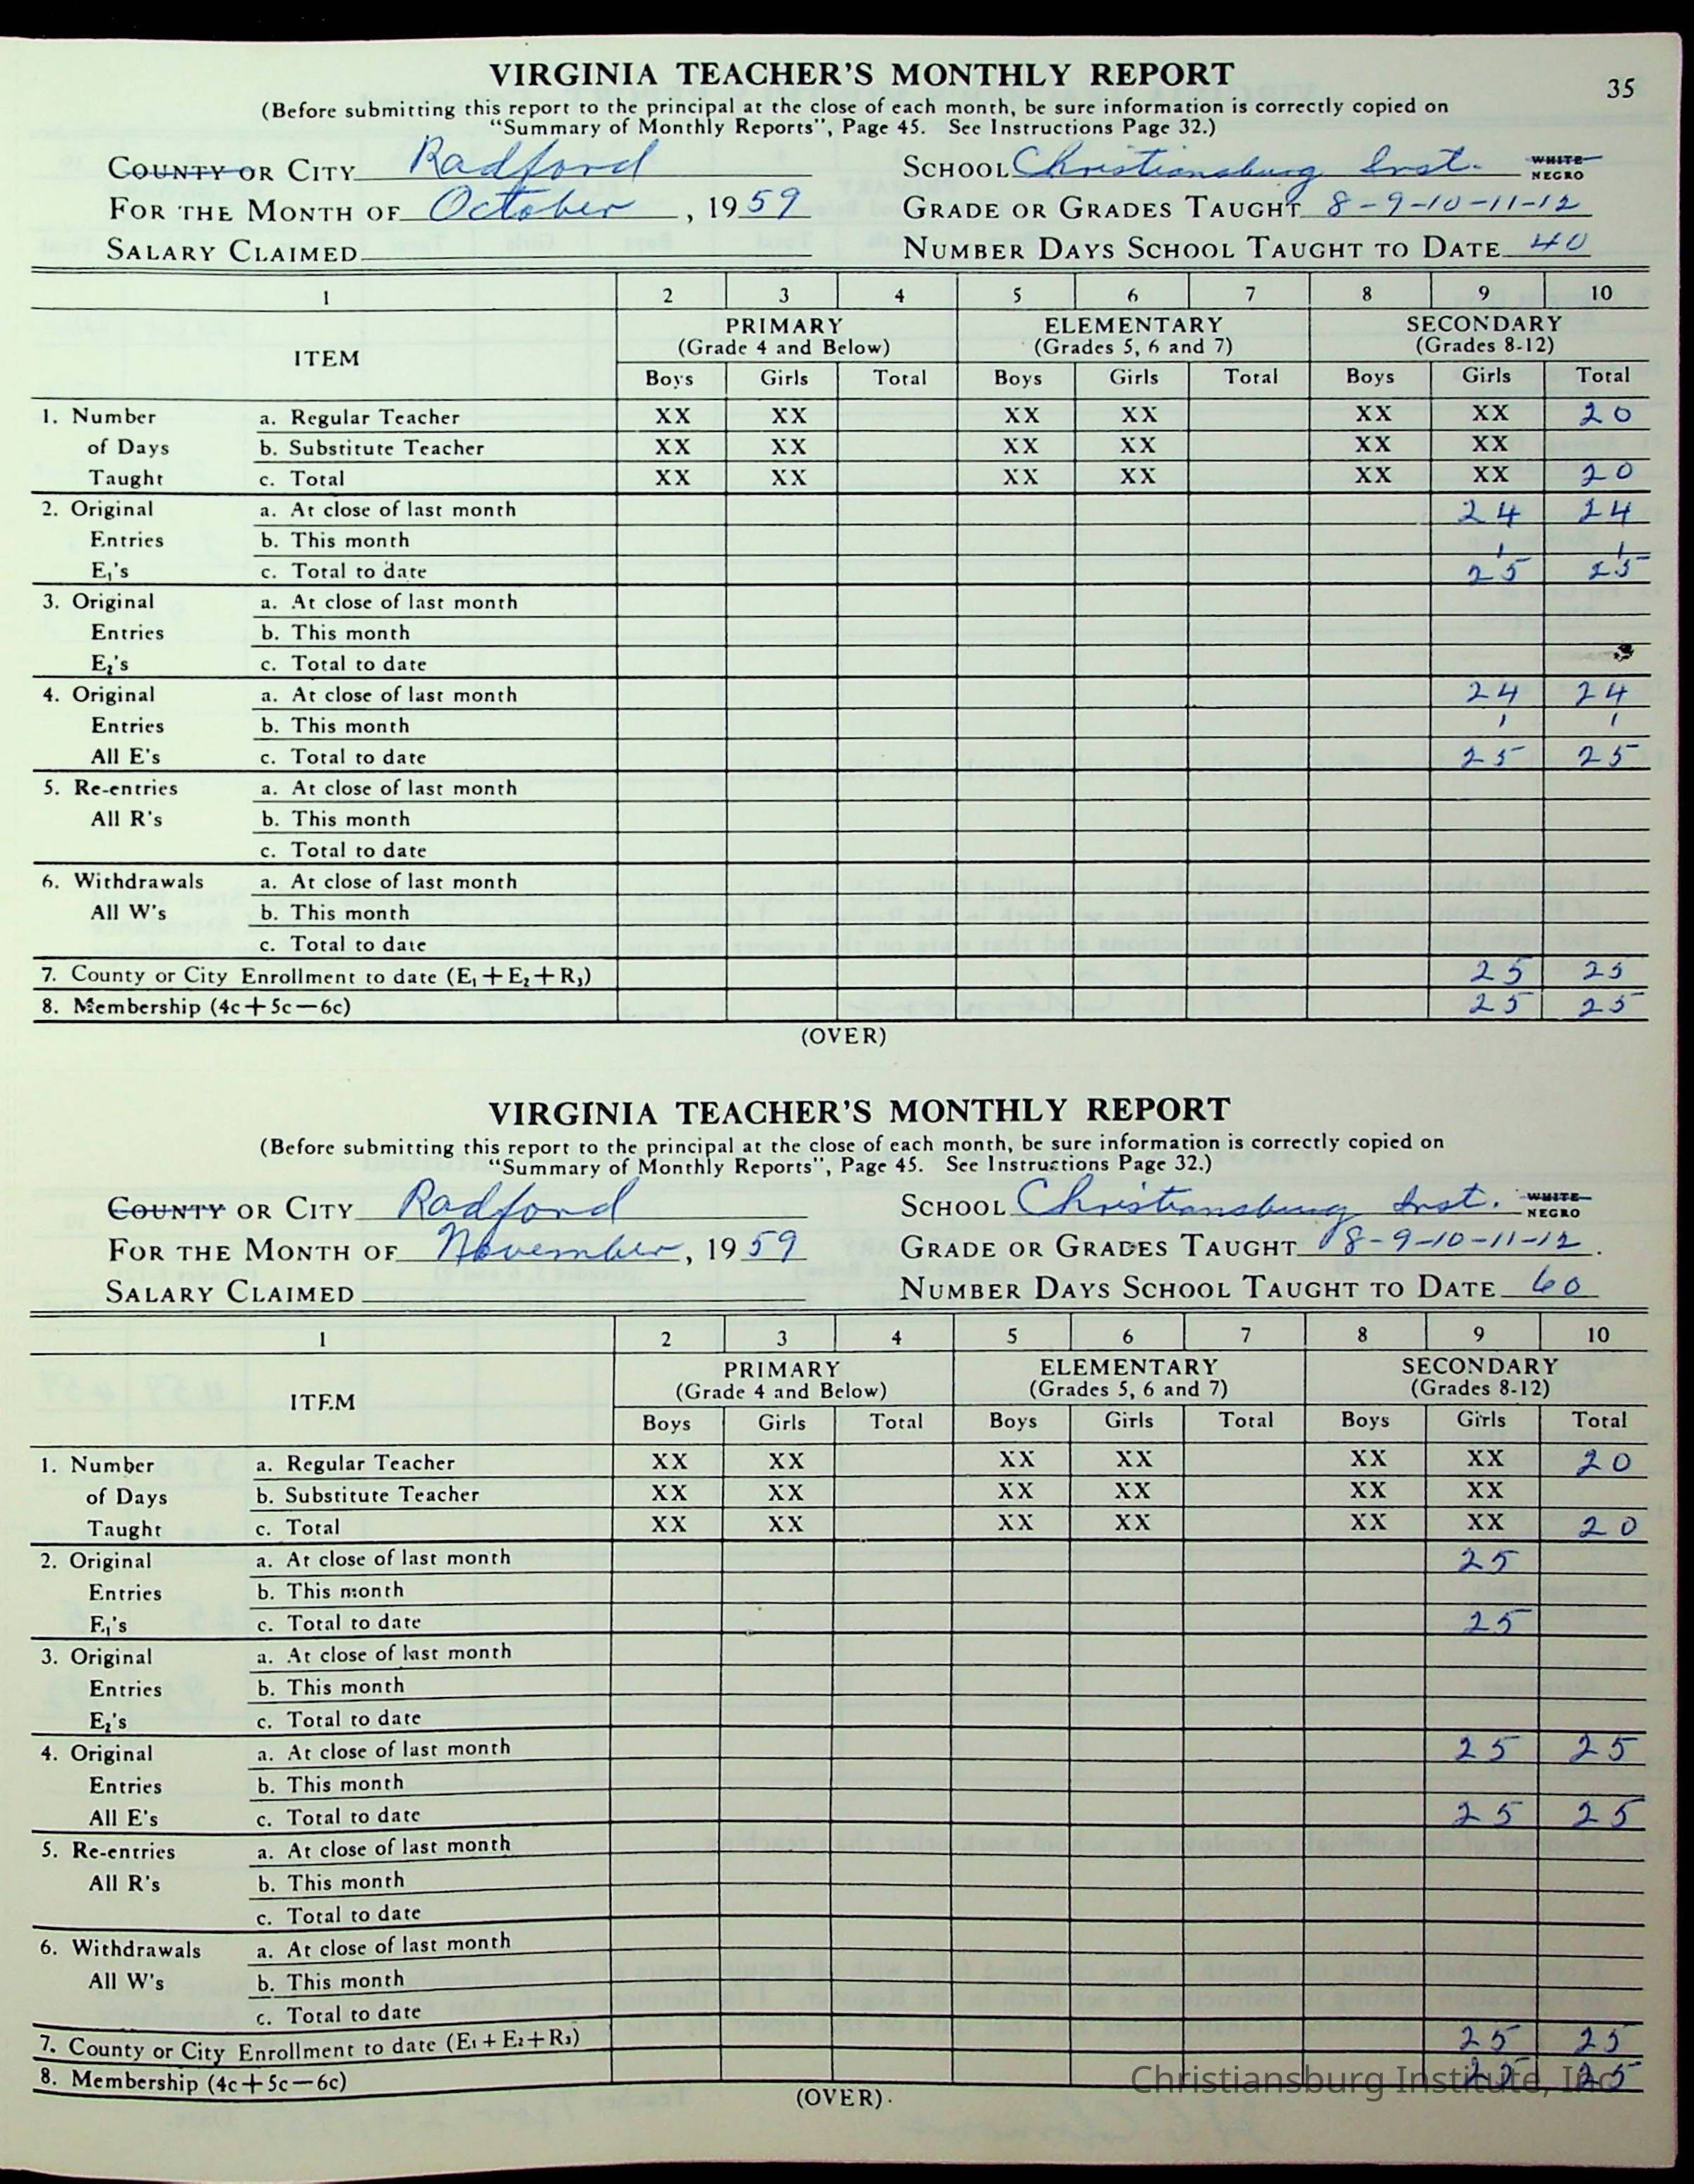 35
VIRGINIA TEACHER'S MONTHLY REPORT
(Before submitting this report to the principal at the close of each month, be sure information is correctly copied on
"Summary of Monthly Reports", Page 45. See Instructions Page 32.)
COUNTY OR CITY Radford SCHOOL Christiansburg Inst. WHITE NEGRO
FOR THE MONTH OF October, 1959 GRADE OR GRADES TAUGHT 8-9-10-11-12
SALARY CLAIMED NUMBER DAYS SCHOOL TAUGHT TO DATE 40
1 2 3 4 5 6 7 8 9 10
ITEM PRIMARY (Grade 4 and Below) ELEMENTARY (Grades 5, 6 and 7) SECONDARY (Grades 8-12)
Boys Girls Total Boys Girls Total Boys Girls Total
1. Number a. Regular Teacher XX XX XX XX XX XX 20
of Days b. Substitute Teacher XX XX XX XX XX XX
Taught c. Total XX XX XX XX XX XX 20
2. Original a. At close of last month 24 24
Entries b. This month 1 1
E1's c. Total to date 25 25
3. Original a. At close of last month
Entries b. This month
E2's c. Total to date
4. Original a. At close of last month 24 24
Entries b. This month 1 1
All E's c. Total to date 25 25
5. Re-entries a. At close of last month
All R's b. This month
c. Total to date
6. Withdrawals a. At close of last month
All W's b. This month
c. Total to date
7. County or City Enrollment to date (E1+E2+R3) 25 25
8. Membership (4c+5c—6c) 25 25
(OVER)
VIRGINIA TEACHER'S MONTHLY REPORT
(Before submitting this report to the principal at the close of each month, be sure information is correctly copied on
"Summary of Monthly Reports", Page 45. See Instructions Page 32.)
COUNTY OR CITY Radford SCHOOL Christiansburg Inst. WHITE NEGRO
FOR THE MONTH OF November, 1959 GRADE OR GRADES TAUGHT 8-9-10-11-12
SALARY CLAIMED NUMBER DAYS SCHOOL TAUGHT TO DATE 60
1 2 3 4 5 6 7 8 9 10
ITEM PRIMARY (Grade 4 and Below) ELEMENTARY (Grades 5, 6 and 7) SECONDARY (Grades 8-12)
Boys Girls Total Boys Girls Total Boys Girls Total
1. Number a. Regular Teacher XX XX XX XX XX XX 20
of Days b. Substitute Teacher XX XX XX XX XX XX
Taught c. Total XX XX XX XX XX XX 20
2. Original a. At close of last month 25
Entries b. This month
E1's c. Total to date 25
3. Original a. At close of last month
Entries b. This month
E2's c. Total to date
4. Original a. At close of last month 25 25
Entries b. This month
All E's c. Total to date 25 25
5. Re-entries a. At close of last month
All R's b. This month
c. Total to date
6. Withdrawals a. At close of last month
All W's b. This month
c. Total to date
7. County or City Enrollment to date (E1+E2+R3) 25 25
8. Membership (4c+5c—6c) 25 25
(OVER).
Christiansburg Institute, Inc